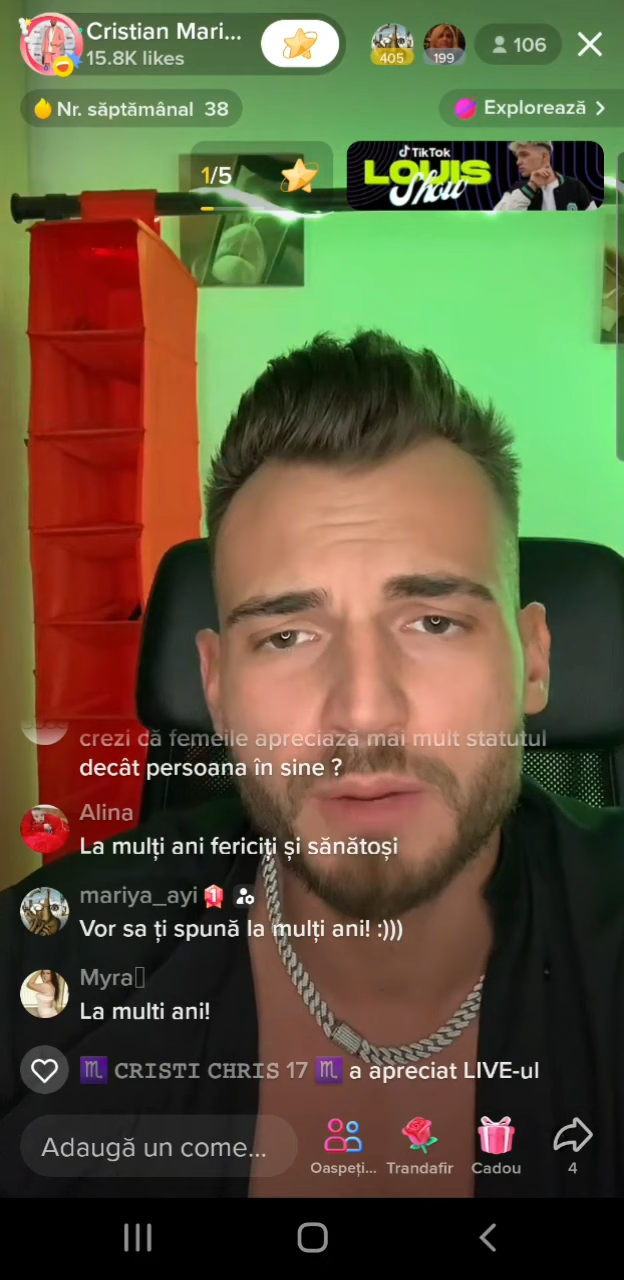 Cristian Mari...
15.8K likes
405
199
106
Nr. săptămânal 38
Explorează
1/5
TikTok
LOUIS
Show
crezi că femeile apreciază mai mult statutul
decât persoana în sine ?
Alina
La mulți ani fericiți și sănătoși
mariya_ayi 1
Vor sa ți spună la mulți ani! :)))
Myra
La multi ani!
♏ CRISTI CHRIS 17 ♏ a apreciat LIVE-ul
Adaugă un come...
Oaspeți...
Trandafir
Cadou
4